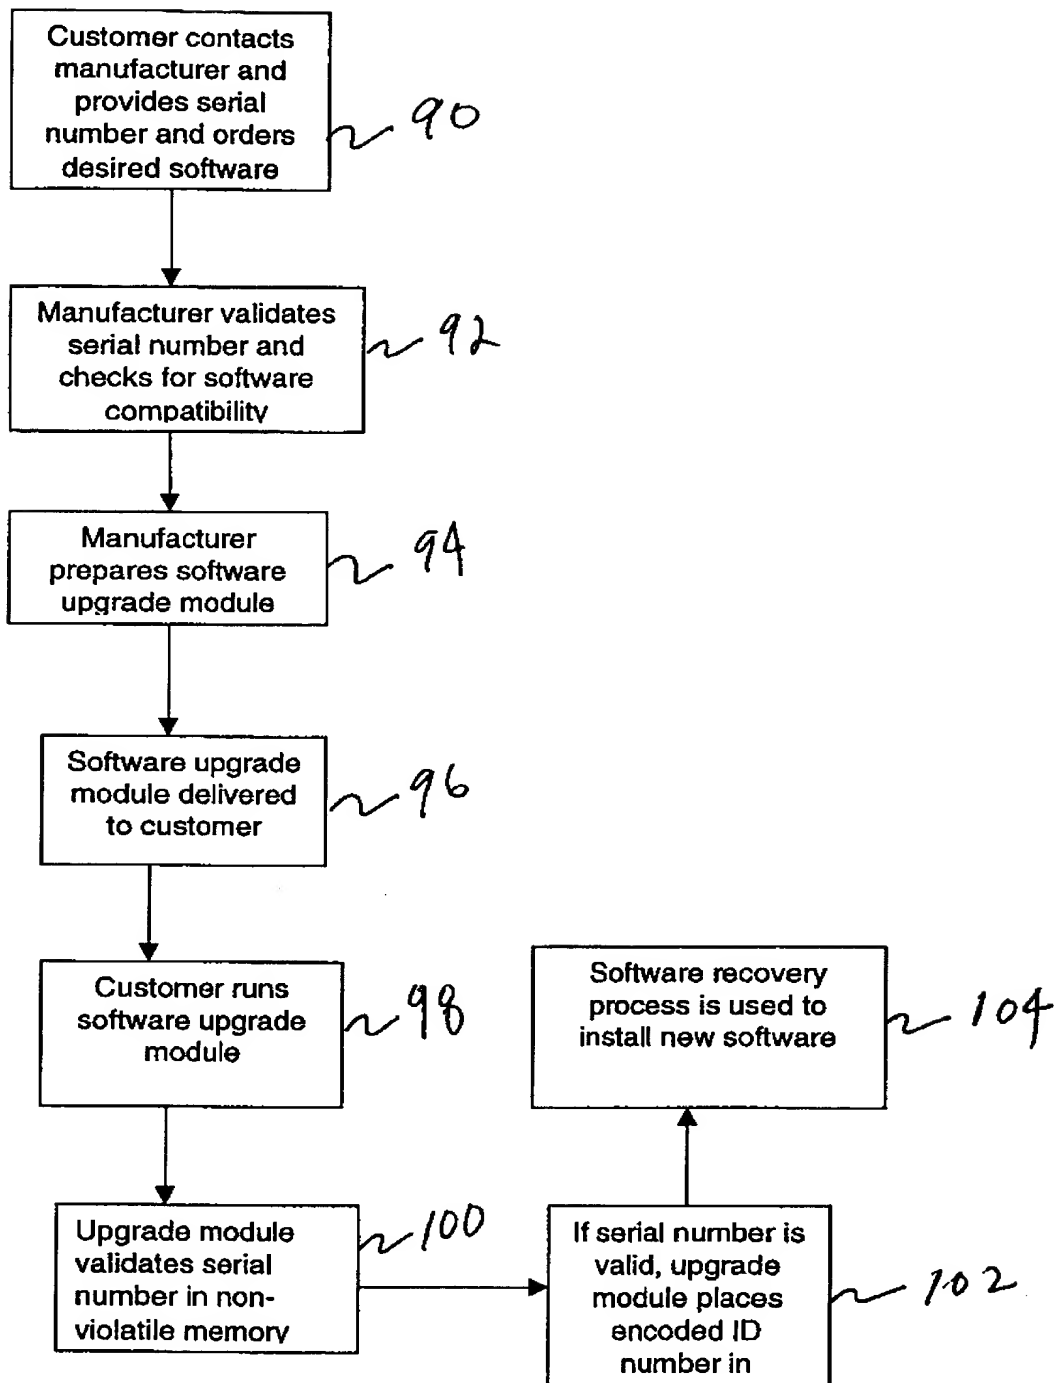 Customer contacts
manufacturer and
provides serial
number and orders
desired software
90
Manufacturer validates
serial number and
checks for software
compatibility
92
Manufacturer
prepares software
upgrade module
94
Software upgrade
module delivered
to customer
96
Customer runs
software upgrade
module
98
Upgrade module
validates serial
number in non-
violatile memory
100
If serial number is
valid, upgrade
module places
encoded ID
number in
102
Software recovery
process is used to
install new software
104